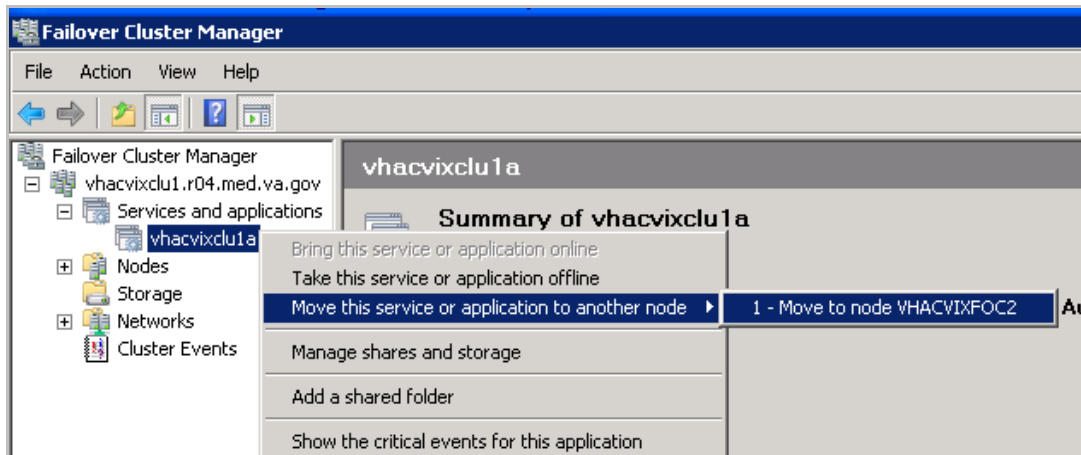 Failover Cluster Manager
File Action View Help
Failover Cluster Manager
vhacvixclu1.r04.med.va.gov
Services and applications
vhacvixclu1a
Nodes
Storage
Networks
Cluster Events
vhacvixclu1a
Summary of vhacvixclu1a
Bring this service or application online
Take this service or application offline
Move this service or application to another node
1 - Move to node VHACVIXFOC2
Manage shares and storage
Add a shared folder
Show the critical events for this application